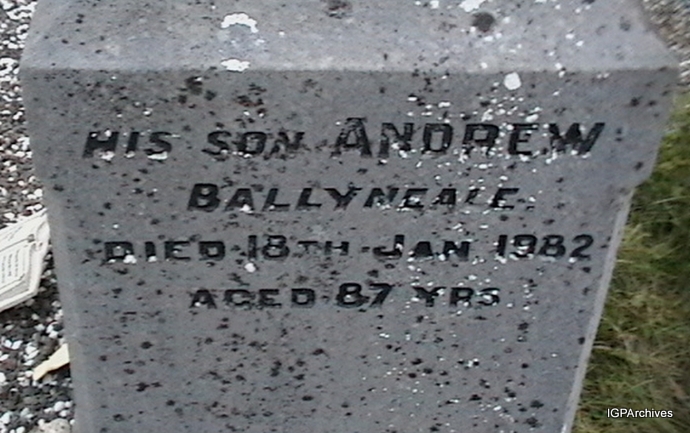 HIS SON ANDREW
BALLYNEALE.
DIED 18TH JAN 1982
AGED 87 YRS
IGPArchives